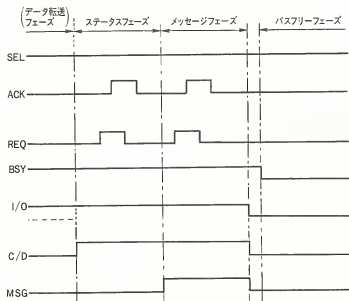 (データ転送
フェーズ)
ステータスフェーズ
メッセージフェーズ
バスフリーフェーズ
SEL
ACK
REQ
BSY
I/O
C/D
MSG